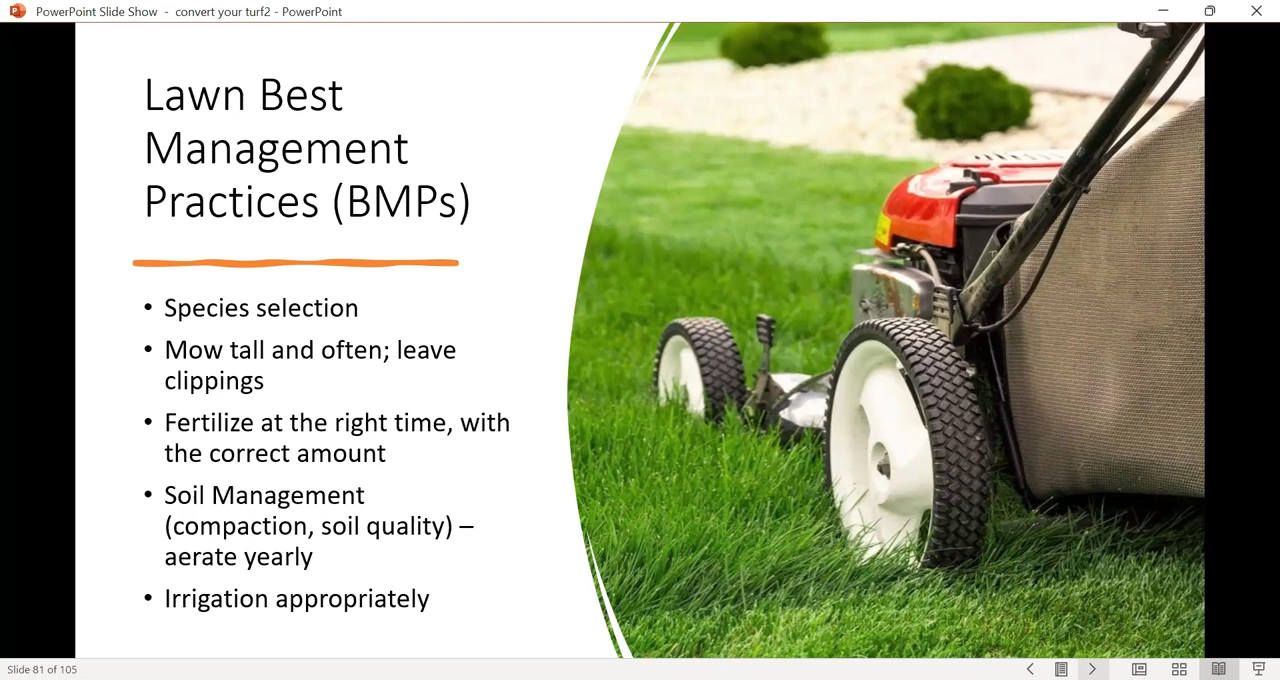 PowerPoint Slide Show - convert your turf2 - PowerPoint
Lawn Best
Management
Practices (BMPs)
• Species selection
• Mow tall and often; leave
clippings
• Fertilize at the right time, with
the correct amount
• Soil Management
(compaction, soil quality) –
aerate yearly
• Irrigation appropriately
Slide 81 of 105